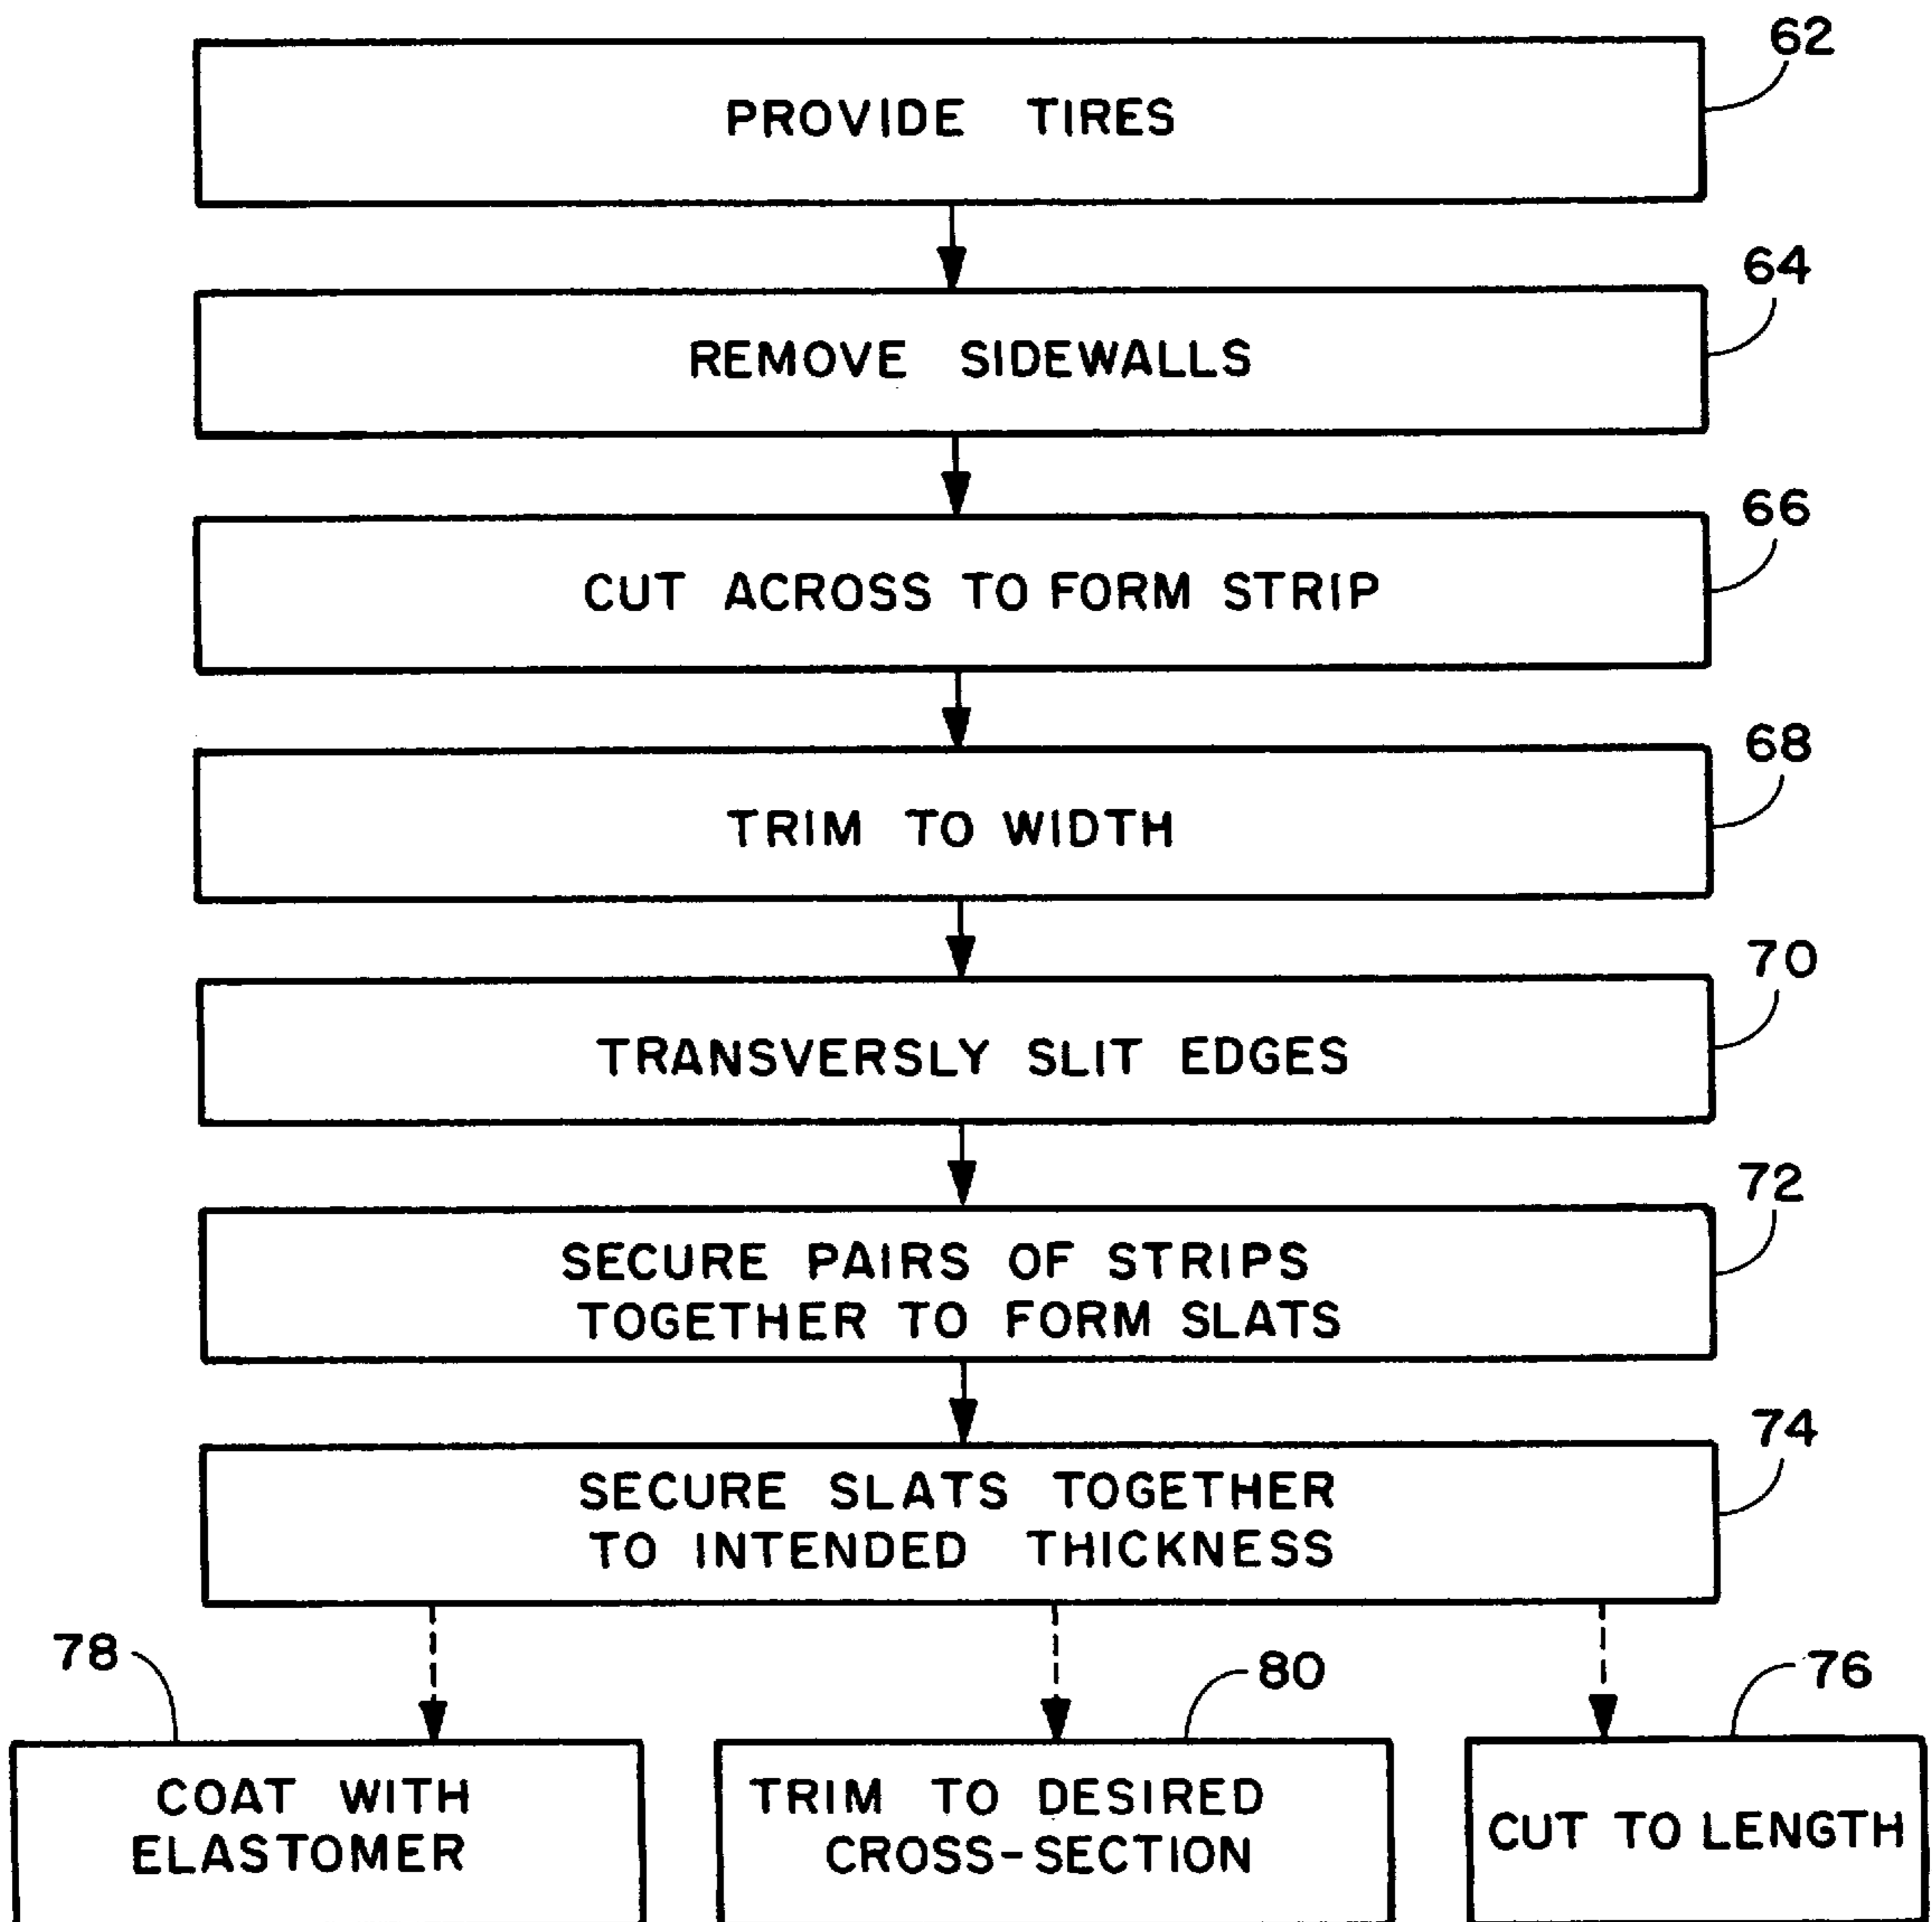 62
PROVIDE TIRES
64
REMOVE SIDEWALLS
66
CUT ACROSS TO FORM STRIP
68
TRIM TO WIDTH
70
TRANSVERSLY SLIT EDGES
72
SECURE PAIRS OF STRIPS
TOGETHER TO FORM SLATS
74
SECURE SLATS TOGETHER
TO INTENDED THICKNESS
78
COAT WITH
ELASTOMER
80
TRIM TO DESIRED
CROSS-SECTION
76
CUT TO LENGTH